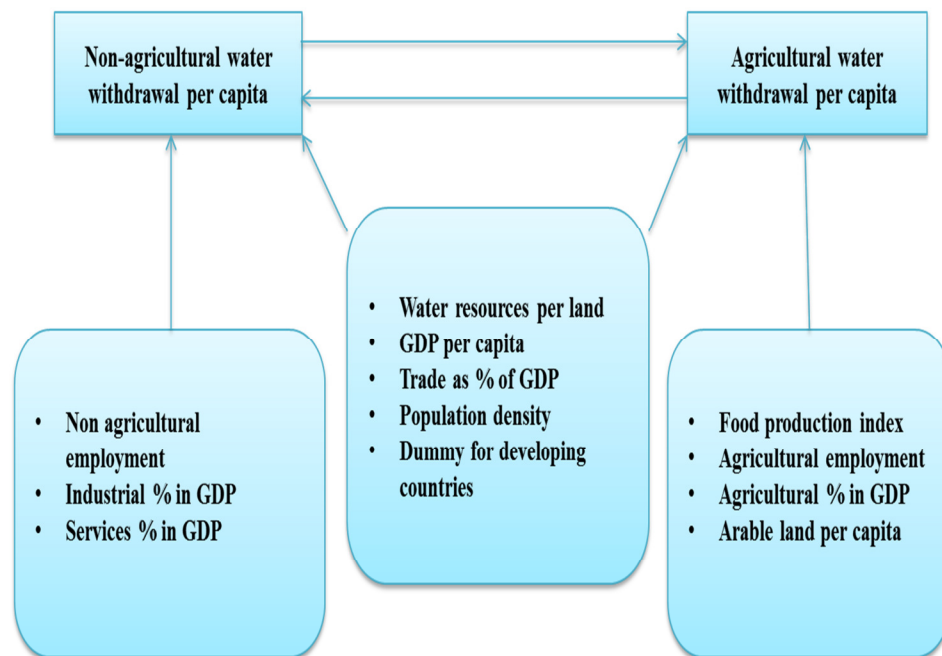 Non-agricultural water
withdrawal per capita
Agricultural water
withdrawal per capita
• Non agricultural
employment
• Industrial % in GDP
• Services % in GDP
• Water resources per land
• GDP per capita
• Trade as % of GDP
• Population density
• Dummy for developing
countries
• Food production index
• Agricultural employment
• Agricultural % in GDP
• Arable land per capita